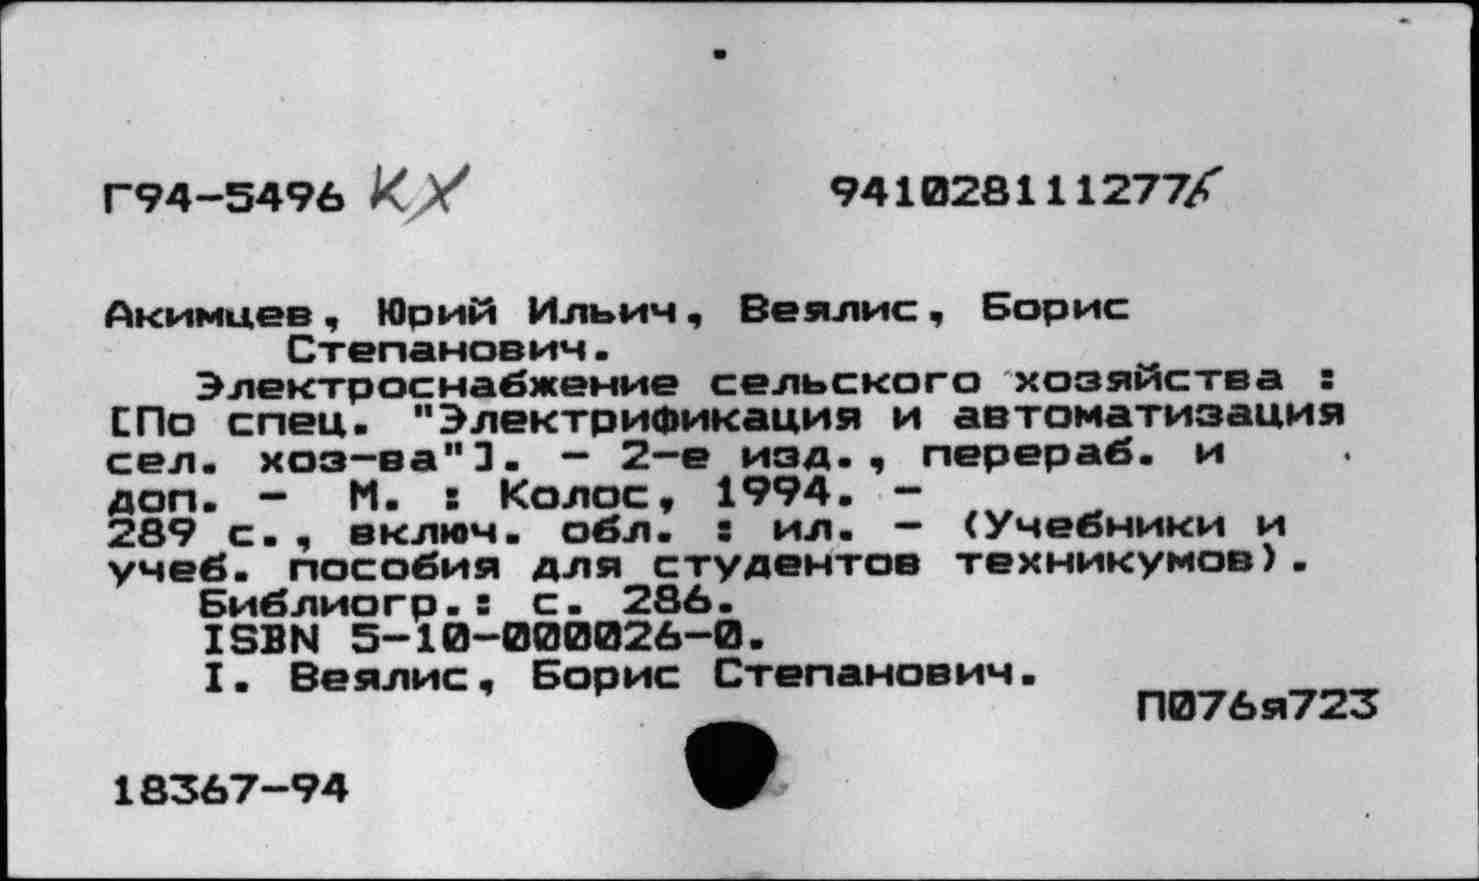 Г94-5496 КХ 941028111277
Акимцев, Юрий Ильич, Веялис, Борис
Степанович.
Электроснабжение сельского хозяйства :
[По спец. "Электрификация и автоматизация
сел. хоз-ва"]. - 2-е изд., перераб. и
доп. - М. : Колос, 1994. -
289 с., включ. обл. : ил. - (Учебники и
учеб. пособия для студентов техникумов).
Библиогр.: с. 286.
ISBN 5-10-000026-0.
I. Веялис, Борис Степанович.
П076я723
18367-94